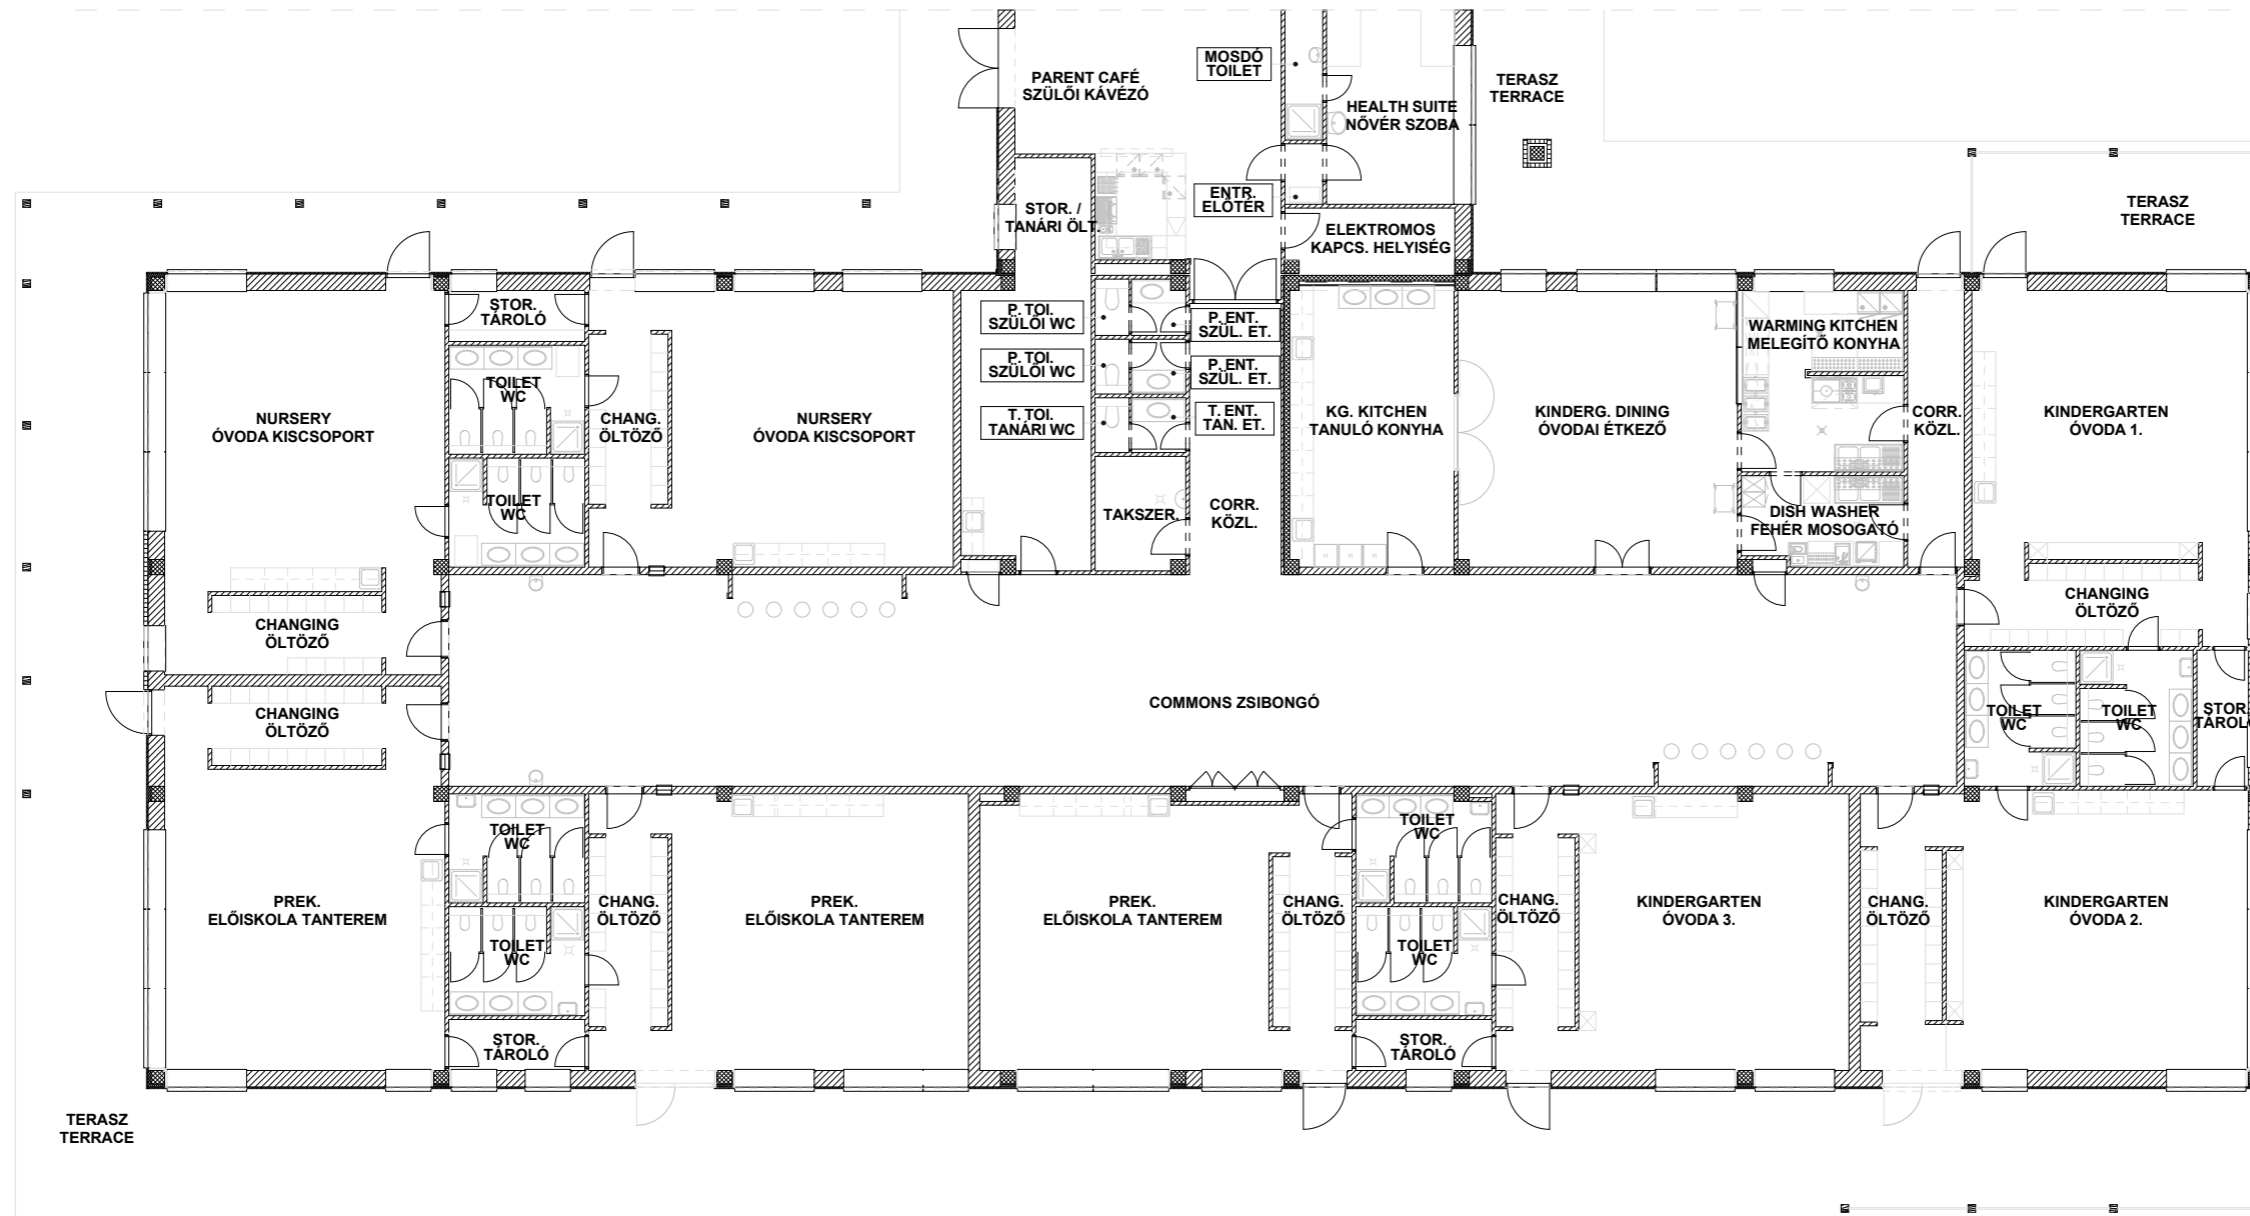 MOSDÓ
TOILET
PARENT CAFÉ
SZÜLŐI KÁVÉZÓ
HEALTH SUITE
NŐVÉR SZOBA
TERASZ
TERRACE
ENTR.
ELŐTÉR
STOR. /
TANÁRI ÖLT.
ELEKTROMOS
KAPCS. HELYISÉG
TERASZ
TERRACE
STOR.
TÁROLÓ
P. TOI.
SZÜLŐI WC
P. ENT.
SZÜL. ET.
WARMING KITCHEN
MELEGÍTŐ KONYHA
P. TOI.
SZÜLŐI WC
P. ENT.
SZÜL. ET.
TOILET
WC
NURSERY
ÓVODA KISCSOPORT
CHANG.
ÖLTÖZŐ
NURSERY
ÓVODA KISCSOPORT
T. TOI.
TANÁRI WC
T. ENT.
TAN. ET.
KG. KITCHEN
TANULÓ KONYHA
KINDERG. DINING
ÓVODAI ÉTKEZŐ
CORR.
KÖZL.
KINDERGARTEN
ÓVODA 1.
TOILET
WC
TAKSZER.
CORR.
KÖZL.
DISH WASHER
FEHÉR MOSOGATÓ
CHANGING
ÖLTÖZŐ
CHANGING
ÖLTÖZŐ
CHANGING
ÖLTÖZŐ
COMMONS ZSIBONGÓ
TOILET
WC
TOILET
WC
STOR.
TÁROLÓ
TOILET
WC
TOILET
WC
PREK.
ELŐISKOLA TANTEREM
CHANG.
ÖLTÖZŐ
PREK.
ELŐISKOLA TANTEREM
PREK.
ELŐISKOLA TANTEREM
CHANG.
ÖLTÖZŐ
CHANG.
ÖLTÖZŐ
KINDERGARTEN
ÓVODA 3.
CHANG.
ÖLTÖZŐ
KINDERGARTEN
ÓVODA 2.
TOILET
WC
TOILET
WC
STOR.
TÁROLÓ
STOR.
TÁROLÓ
TERASZ
TERRACE